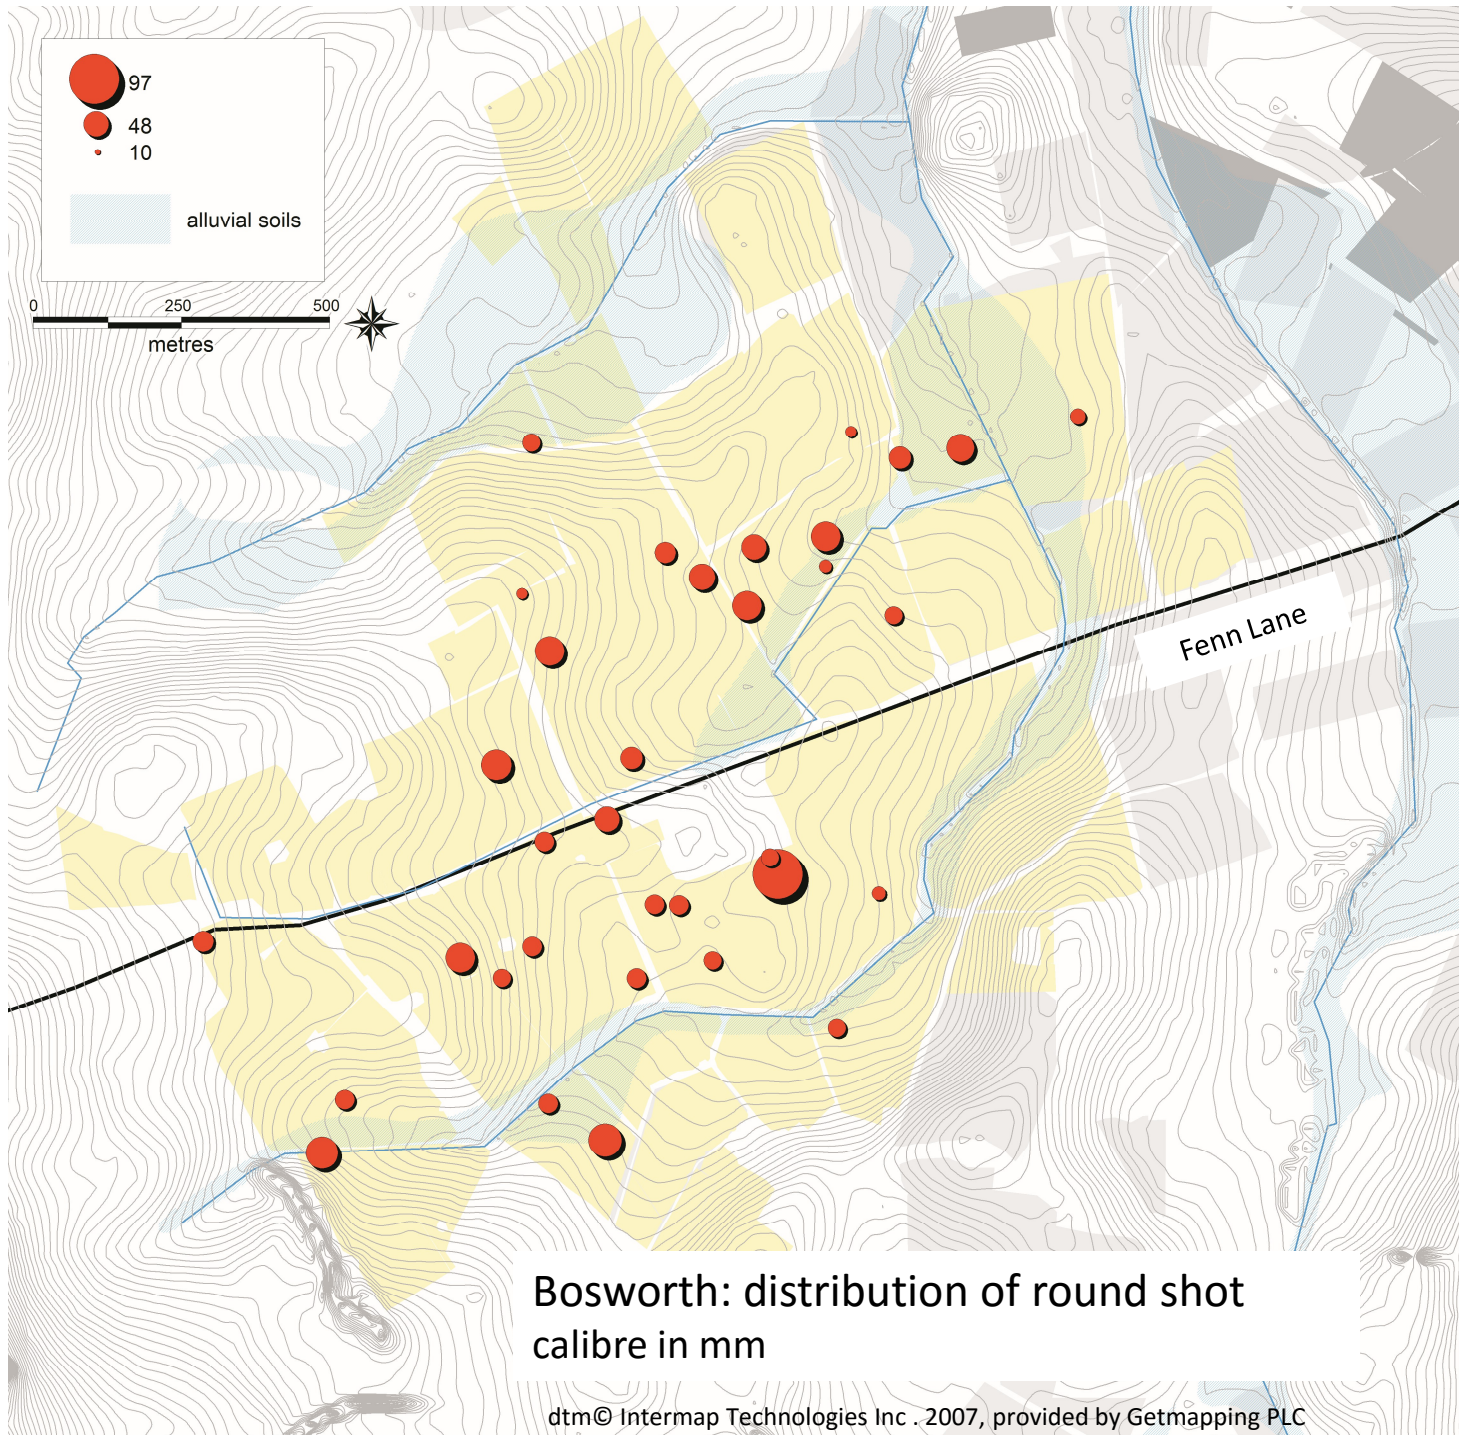 97
48
10
alluvial soils
0 250 500
metres
Fenn Lane
Bosworth: distribution of round shot
calibre in mm
dtm© Intermap Technologies Inc . 2007, provided by Getmapping PLC